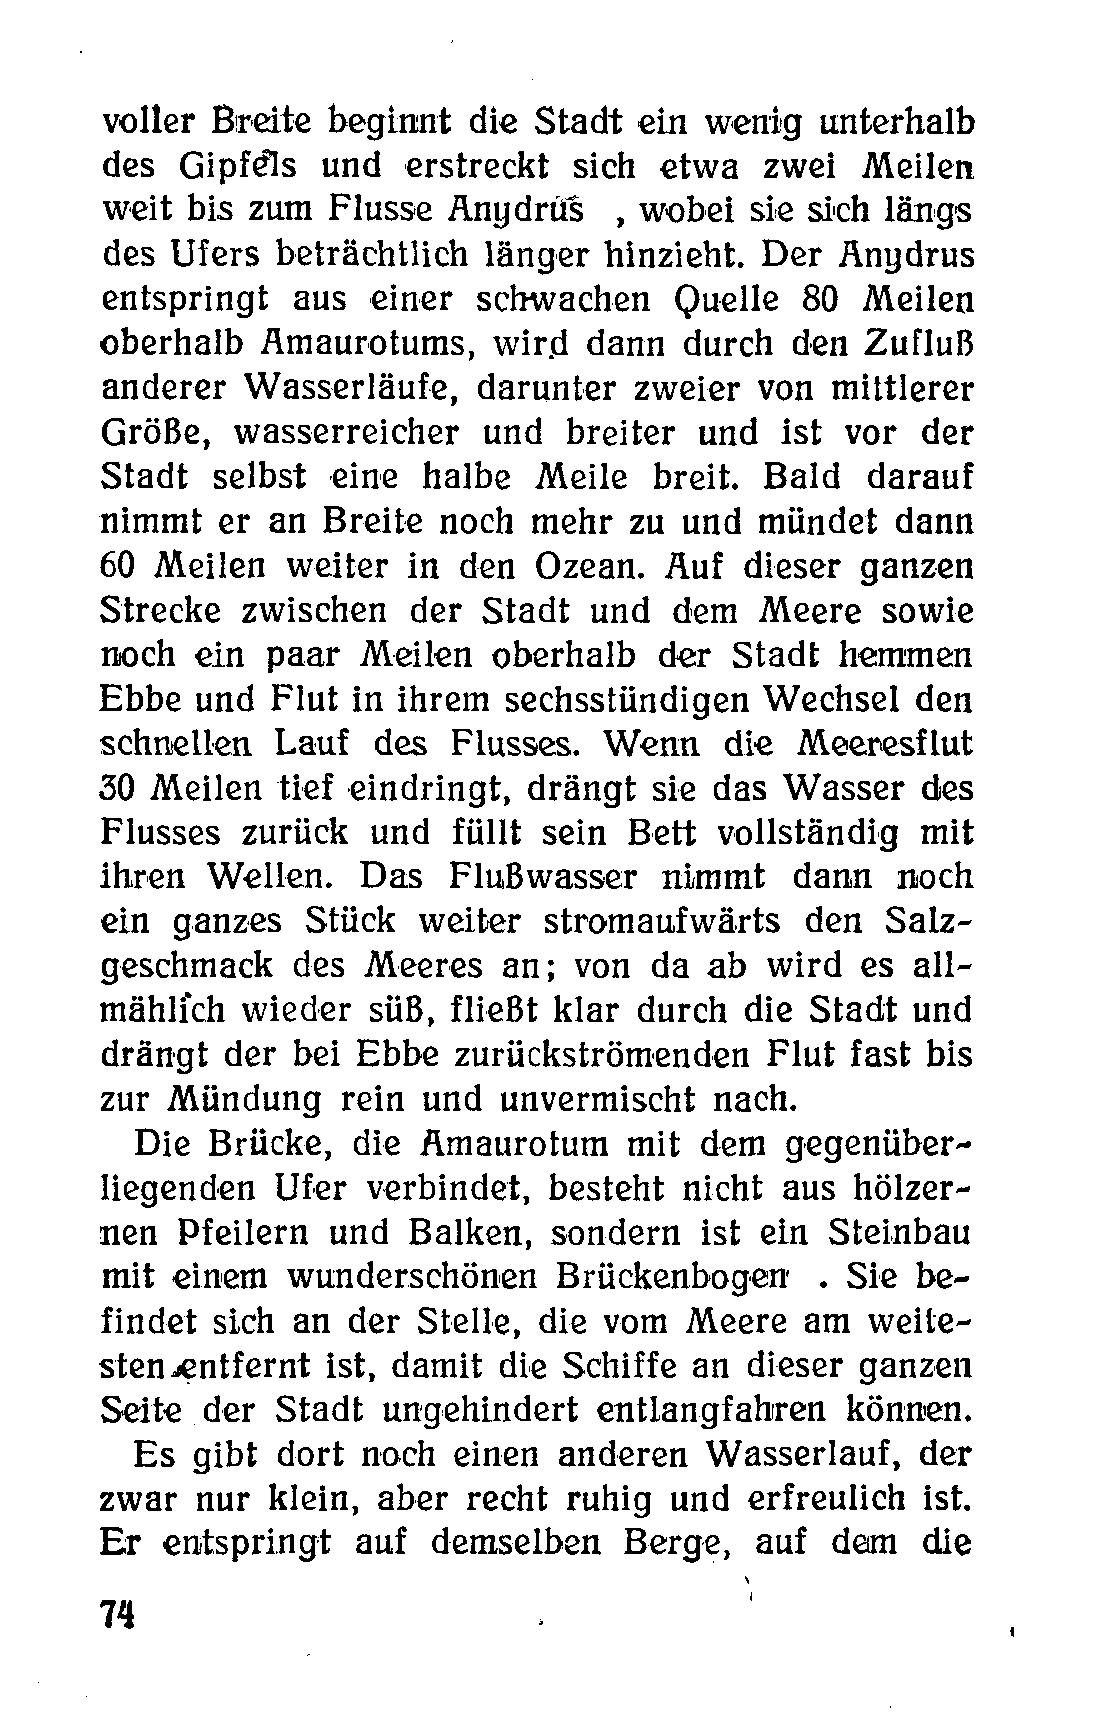 voller Breite beginnt die Stadt ein wenig unterhalb
des Gipfels und erstreckt sich etwa zwei Meilen
weit bis zum Flusse Anydrus , wobei sie sich längs
des Ufers beträchtlich länger hinzieht. Der Anydrus
entspringt aus einer schwachen Quelle 80 Meilen
oberhalb Amaurotums, wird dann durch den Zufluß
anderer Wasserläufe, darunter zweier von mittlerer
Größe, wasserreicher und breiter und ist vor der
Stadt selbst eine halbe Meile breit. Bald darauf
nimmt er an Breite noch mehr zu und mündet dann
60 Meilen weiter in den Ozean. Auf dieser ganzen
Strecke zwischen der Stadt und dem Meere sowie
noch ein paar Meilen oberhalb der Stadt hemmen
Ebbe und Flut in ihrem sechsstündigen Wechsel den
schnellen Lauf des Flusses. Wenn die Meeresflut
30 Meilen tief eindringt, drängt sie das Wasser des
Flusses zurück und füllt sein Bett vollständig mit
ihren Wellen. Das Flußwasser nimmt dann noch
ein ganzes Stück weiter stromaufwärts den Salz-
geschmack des Meeres an; von da ab wird es all-
mählich wieder süß, fließt klar durch die Stadt und
drängt der bei Ebbe zurückströmenden Flut fast bis
zur Mündung rein und unvermischt nach.
Die Brücke, die Amaurotum mit dem gegenüber-
liegenden Ufer verbindet, besteht nicht aus hölzer-
nen Pfeilern und Balken, sondern ist ein Steinbau
mit einem wunderschönen Brückenbogen . Sie be-
findet sich an der Stelle, die vom Meere am weite-
sten entfernt ist, damit die Schiffe an dieser ganzen
Seite der Stadt ungehindert entlangfahren können.
Es gibt dort noch einen anderen Wasserlauf, der
zwar nur klein, aber recht ruhig und erfreulich ist.
Er entspringt auf demselben Berge, auf dem die
74